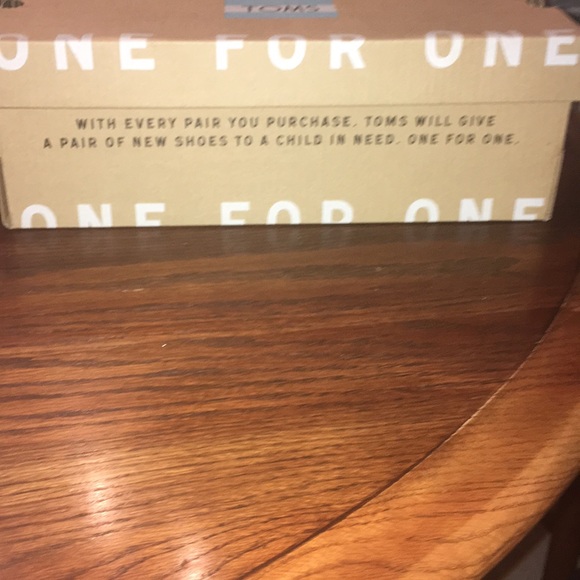 TOMS
ONE FOR ONE
WITH EVERY PAIR YOU PURCHASE, TOMS WILL GIVE
A PAIR OF NEW SHOES TO A CHILD IN NEED. ONE FOR ONE.
ONE FOR ONE